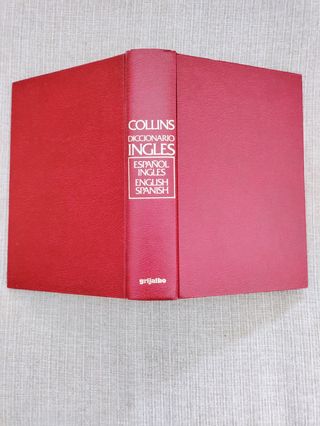 COLLINS
DICCIONARIO
INGLES
ESPAÑOL
INGLES
ENGLISH
SPANISH
grijalbo